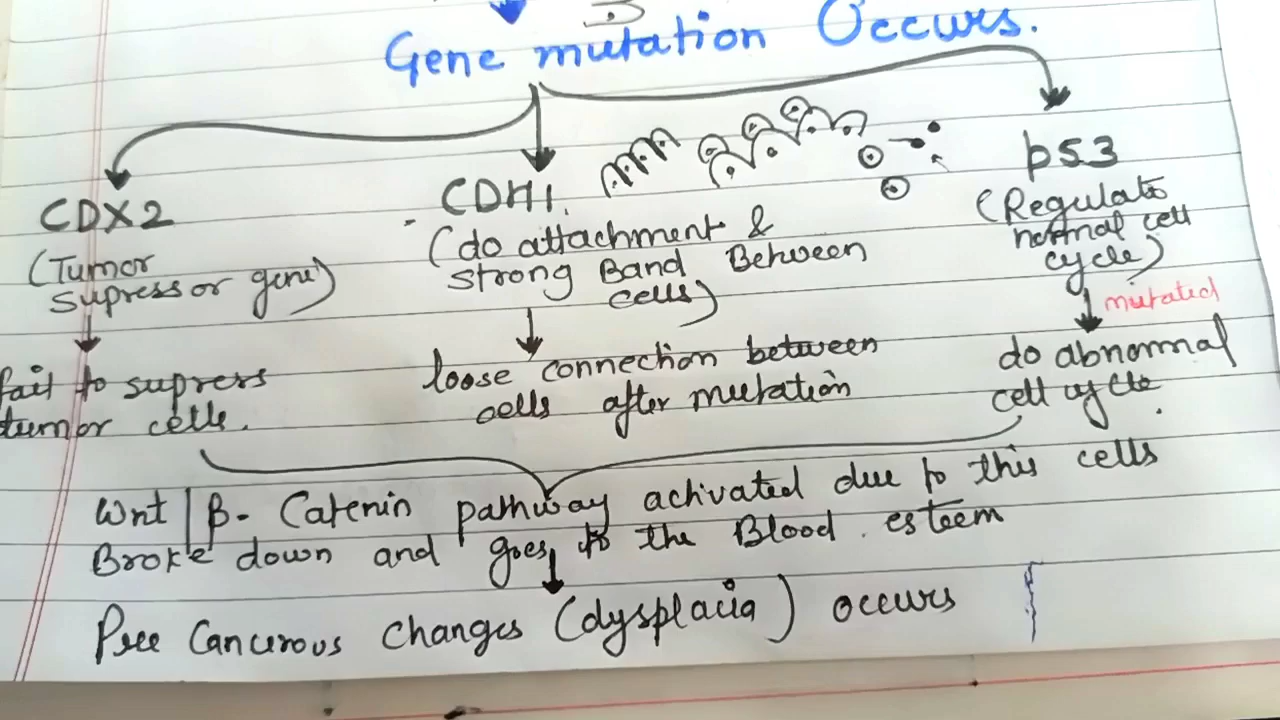 Gene mutation Occurs.
CDX2
(Tumor
supressor gene)
fail to supress
tumor cells.
CDH1.
(do attachment &
strong Band Between
cells)
loose connection between
cells after mutation
p53
(Regulate
normal cell
cycle)
mutated
do abnormal
cell cycle.
Wnt/β-Catenin pathway activated due to this cells
Broke down and goes to the Blood esteem
Pree Cancerous changes (dysplacia) occurs